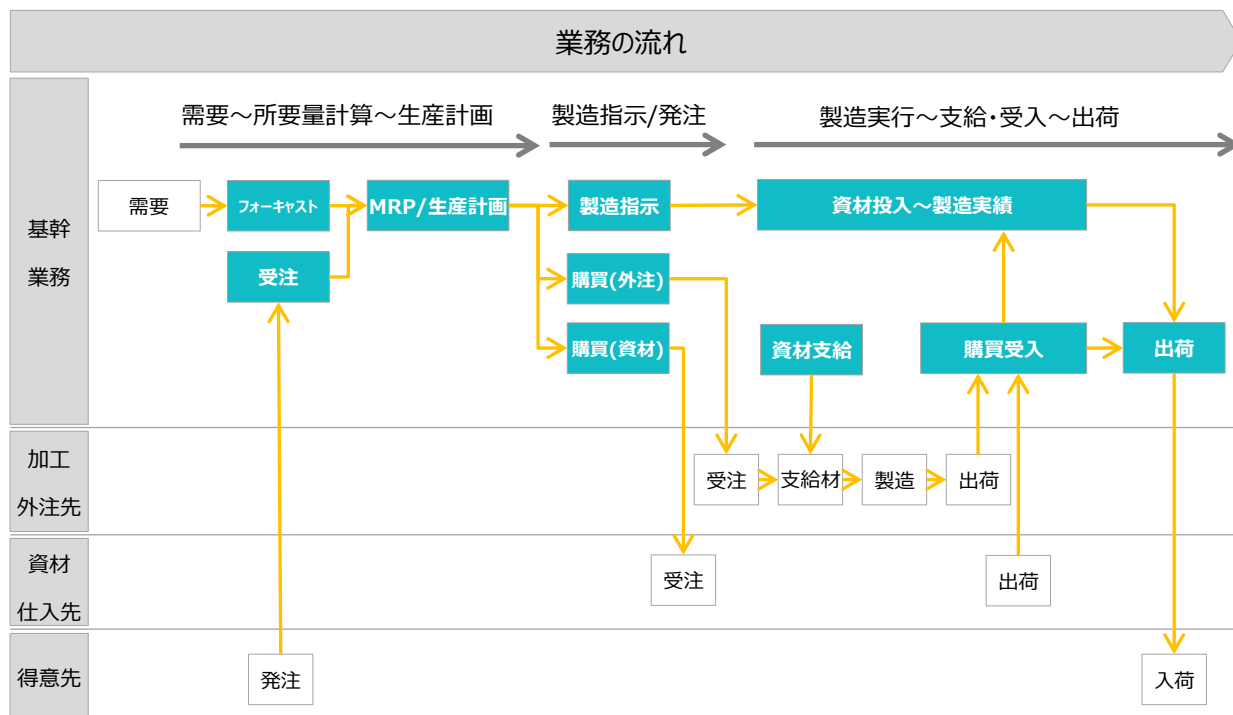 業務の流れ
需要～所要量計算～生産計画
製造指示/発注
製造実行～支給・受入～出荷
基幹
業務
需要
フォーキャスト
MRP/生産計画
製造指示
資材投入～製造実績
受注
購買(外注)
購買(資材)
資材支給
購買受入
出荷
加工
外注先
受注
支給材
製造
出荷
資材
仕入先
受注
出荷
得意先
発注
入荷